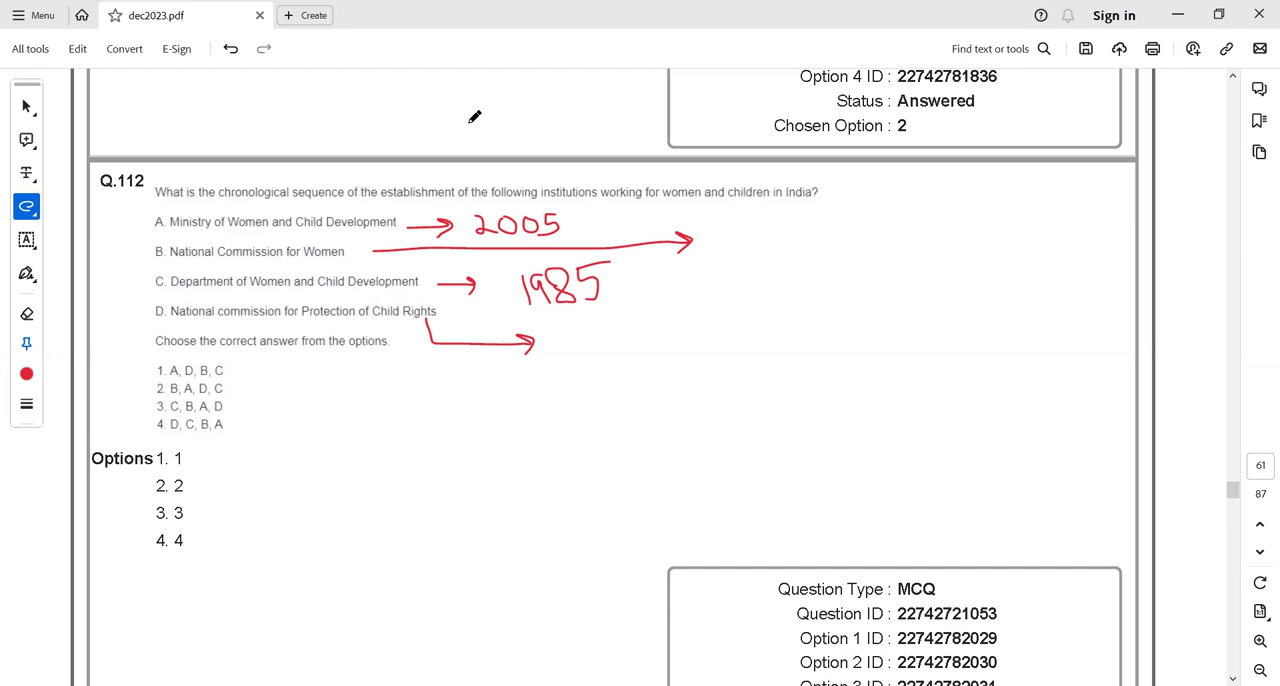 Menu dec2023.pdf Create Sign in
All tools Edit Convert E-Sign Find text or tools
Option 4 ID : 22742781836
Status : Answered
Chosen Option : 2
Q.112 What is the chronological sequence of the establishment of the following institutions working for women and children in India?
A. Ministry of Women and Child Development → 2005
B. National Commission for Women
C. Department of Women and Child Development → 1985
D. National commission for Protection of Child Rights
Choose the correct answer from the options.
1. A, D, B, C
2. B, A, D, C
3. C, B, A, D
4. D, C, B, A
Options 1. 1
2. 2
3. 3
4. 4
61
87
Question Type : MCQ
Question ID : 22742721053
Option 1 ID : 22742782029
Option 2 ID : 22742782030
Option 3 ID : 22742782031